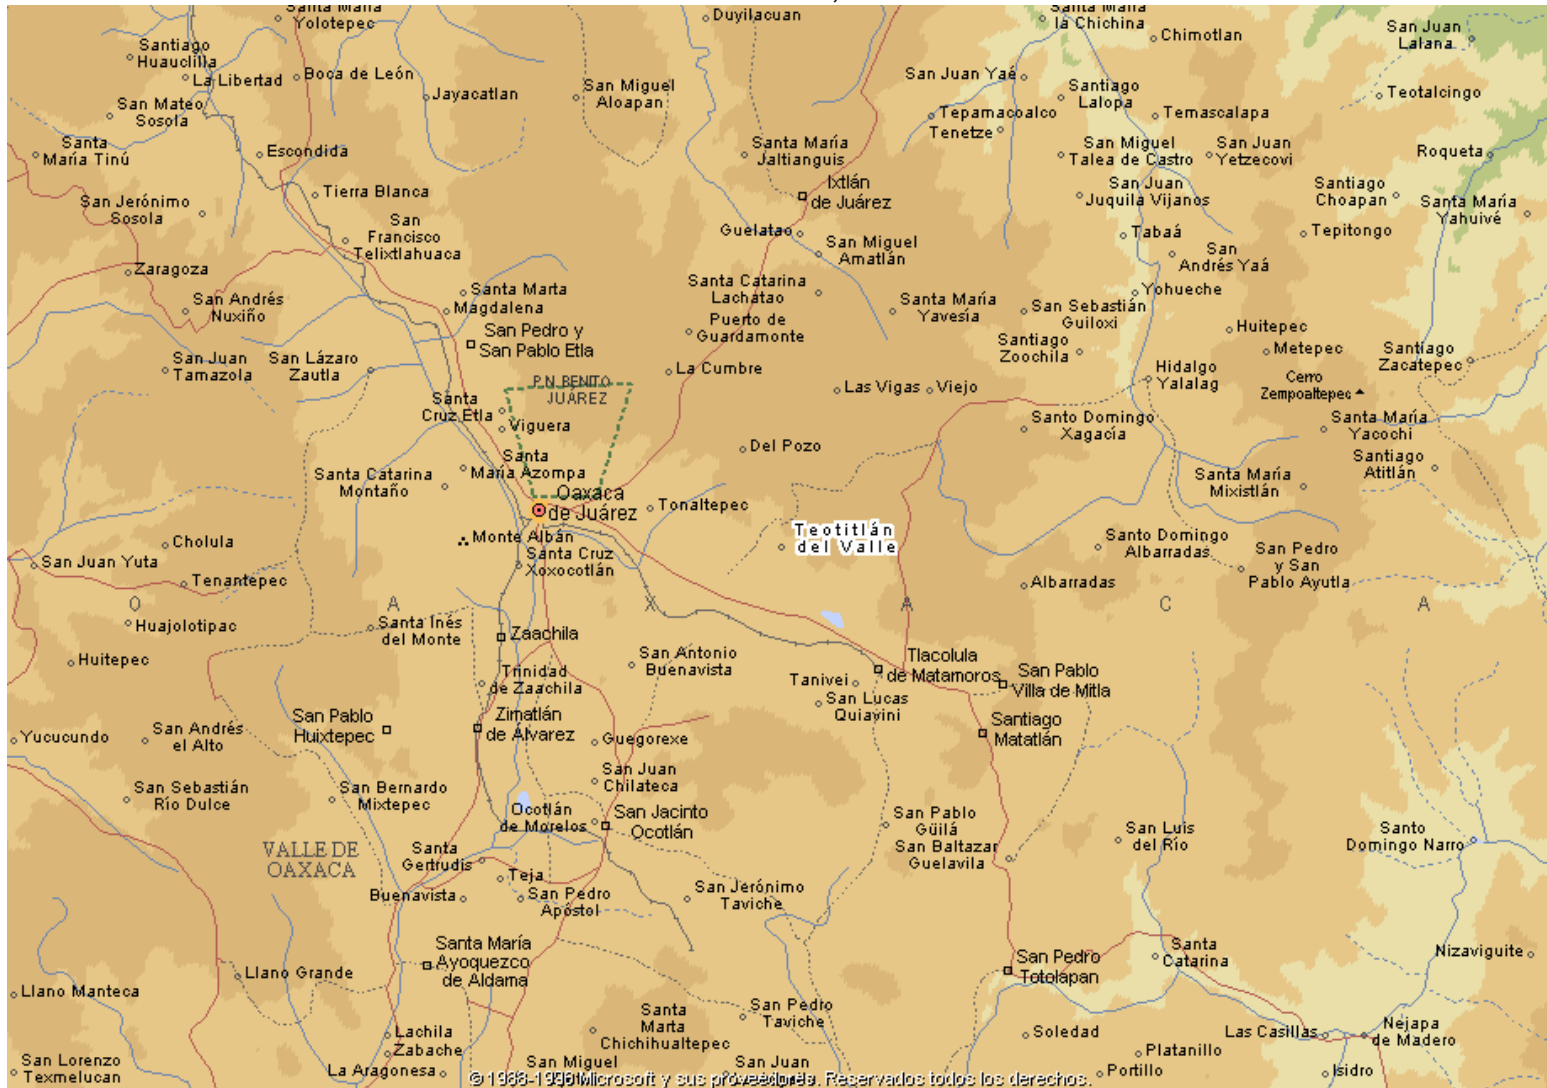 Santa María
Yolotepec
Duyilacuan
Santa María
la Chichina
Chimotlan
San Juan
Lalana
Santiago
Huauclilla
La Libertad
Boca de León
Jayacatlan
San Miguel
Aloapan
San Juan Yaé
Santiago
Lalopa
Teotalcingo
San Mateo
Sosola
Tepamacoalco
Tenetze
Temascalapa
Santa
María Tinú
Escondida
Santa María
Jaltianguis
San Miguel
Talea de Castro
San Juan
Yetzecovi
Roqueta
Tierra Blanca
Ixtlán
de Juárez
San Juan
Juquila Vijanos
Santiago
Choapan
Santa María
Yahuivé
San Jerónimo
Sosola
San
Francisco
Telixtlahuaca
Guelatao
San Miguel
Amatlán
Tabaá
San
Andrés Yaá
Tepitongo
Zaragoza
San Andrés
Nuxiño
Santa Marta
Magdalena
Santa Catarina
Lachatao
Puerto de
Guardamonte
Santa María
Yavesía
Yohueche
San Sebastián
Guiloxi
Huitepec
San Pedro y
San Pablo Etla
Santiago
Zoochila
Metepec
Santiago
Zacatepec
San Juan
Tamazola
San Lázaro
Zautla
La Cumbre
Hidalgo
Yalalag
Cerro
Zempoaltepec
P.N. BENITO
JUÁREZ
Las Vigas
Viejo
Santa
Cruz Etla
Viguera
Santo Domingo
Xagacía
Santa María
Yacochi
Del Pozo
Santa
María Azompa
Santiago
Atitlán
Santa Catarina
Montaño
Santa María
Mixistlán
Oaxaca
de Juárez
Tonaltepec
Teotitlán
del Valle
Monte Albán
Cholula
Santa Cruz
Xoxocotlán
Santo Domingo
Albarradas
San Pedro
y San
Pablo Ayutla
San Juan Yuta
Tenantepec
Albarradas
O A X A C A
Huajolotipac
Santa Inés
del Monte
Zaachila
Huitepec
San Antonio
Buenavista
Tlacolula
de Matamoros
San Pablo
Villa de Mitla
Trinidad
de Zaachila
Tanivei
San Lucas
Quiavini
San Pablo
Huixtepec
Zimatlán
de Álvarez
Santiago
Matatlán
Yucucundo
San Andrés
el Alto
Guegorexe
San Juan
Chilateca
San Sebastián
Río Dulce
San Bernardo
Mixtepec
Ocotlán
de Morelos
San Jacinto
Ocotlán
San Pablo
Güilá
San Luis
del Río
Santo
Domingo Narro
VALLE DE
OAXACA
Santa
Gertrudis
San Baltazar
Guelavila
Teja
Buenavista
San Pedro
Apóstol
San Jerónimo
Taviche
Santa María
Ayoquezco
de Aldama
Santa
Catarina
Nizaviguite
San Pedro
Totolapan
Llano Grande
Llano Manteca
Santa
Marta
Chichihualtepec
San Pedro
Taviche
Lachila
Zabache
Soledad
Las Casillas
Nejapa
de Madero
Platanillo
San Lorenzo
Texmelucan
La Aragonesa
San Miguel
San Juan
Portillo
Isidro
© 1988-1996 Microsoft y sus proveedores. Reservados todos los derechos.